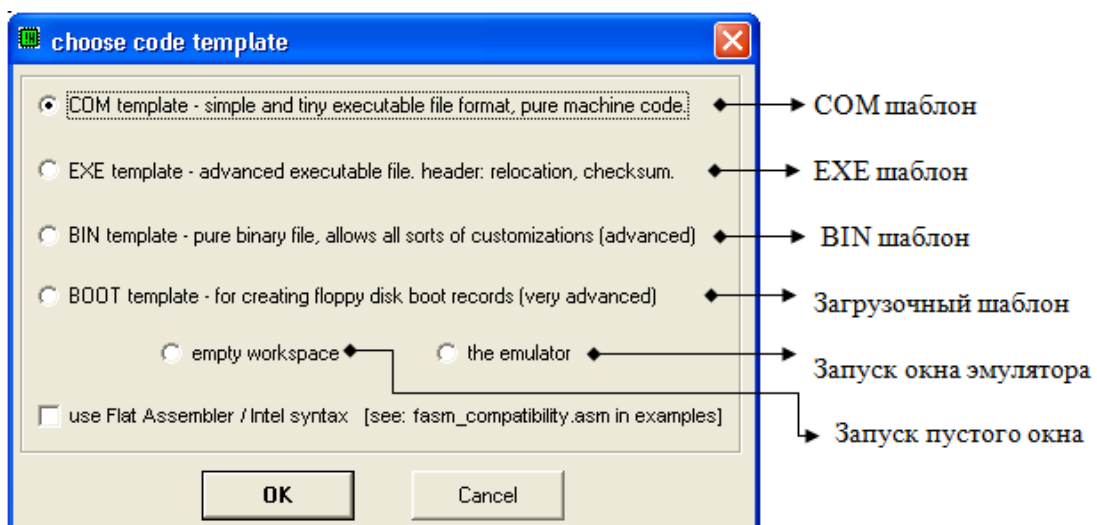 choose code template
COM template - simple and tiny executable file format, pure machine code.
COM шаблон
EXE template - advanced executable file. header: relocation, checksum.
EXE шаблон
BIN template - pure binary file, allows all sorts of customizations (advanced)
BIN шаблон
BOOT template - for creating floppy disk boot records (very advanced)
Загрузочный шаблон
empty workspace
the emulator
Запуск окна эмулятора
use Flat Assembler / Intel syntax [see: fasm_compatibility.asm in examples]
Запуск пустого окна
OK
Cancel